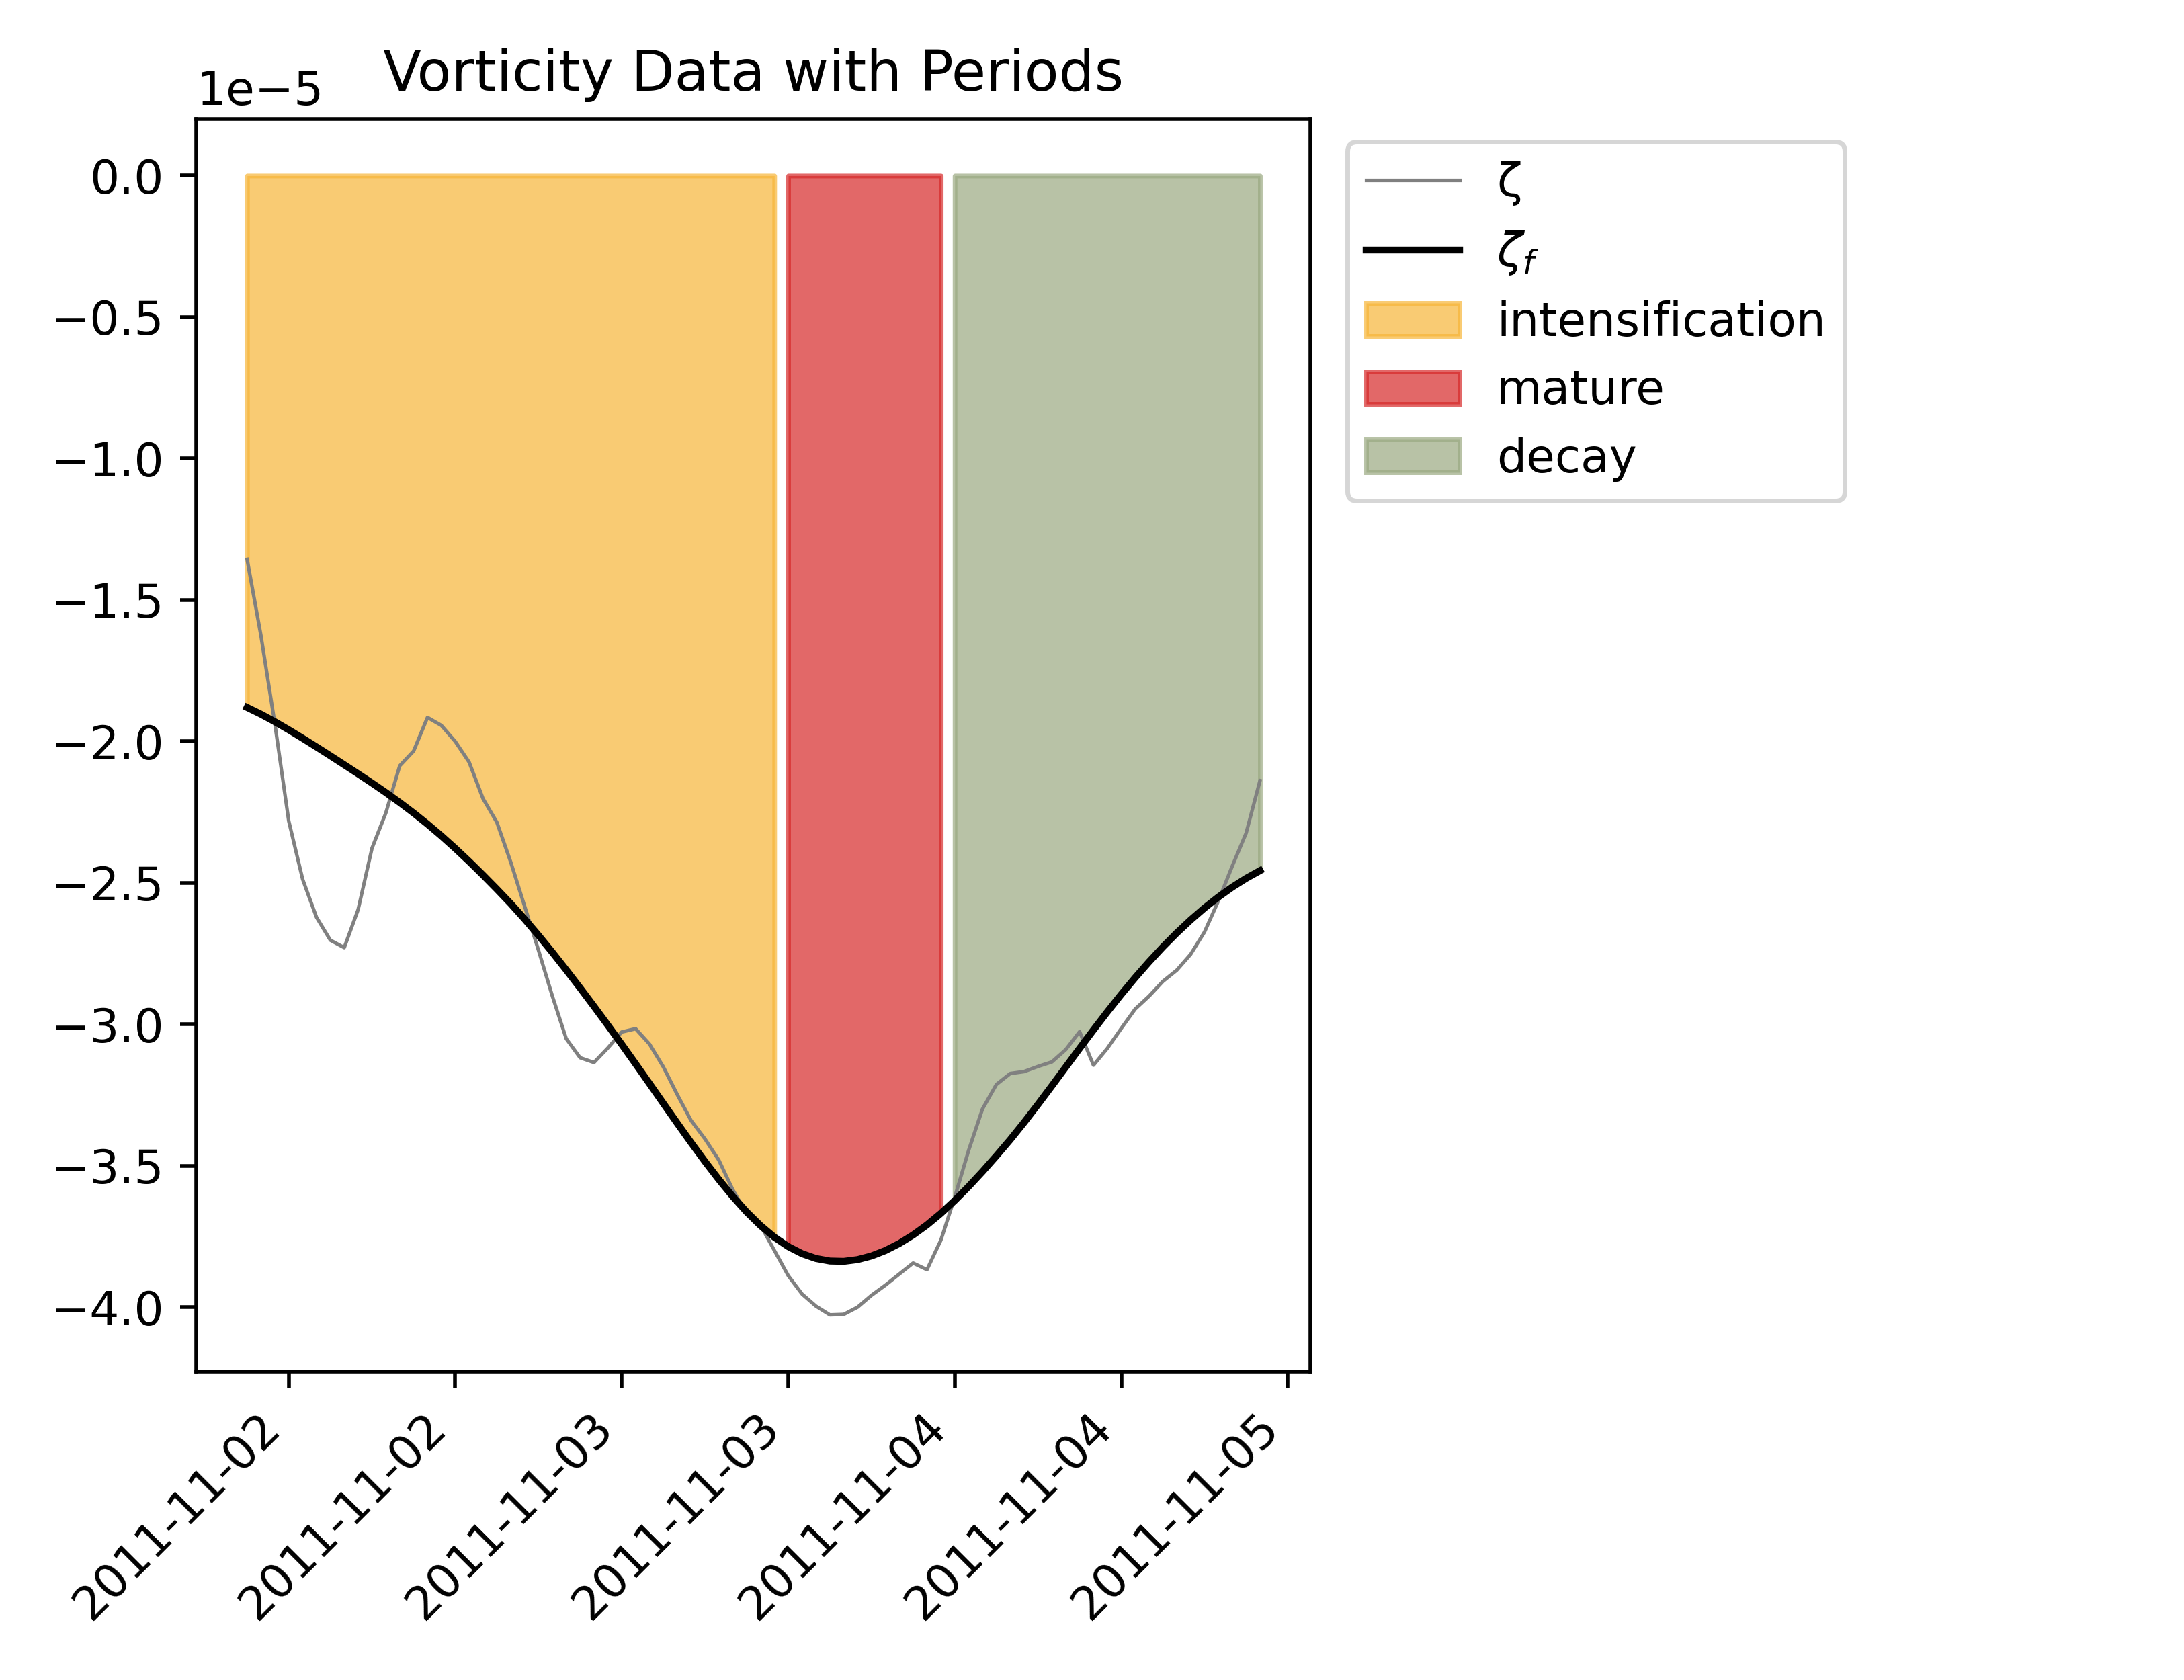 Vorticity Data with Periods
1e−5
0.0
−0.5
−1.0
−1.5
−2.0
−2.5
−3.0
−3.5
−4.0
2011-11-02
2011-11-02
2011-11-03
2011-11-03
2011-11-04
2011-11-04
2011-11-05
ζ
ζf
intensification
mature
decay